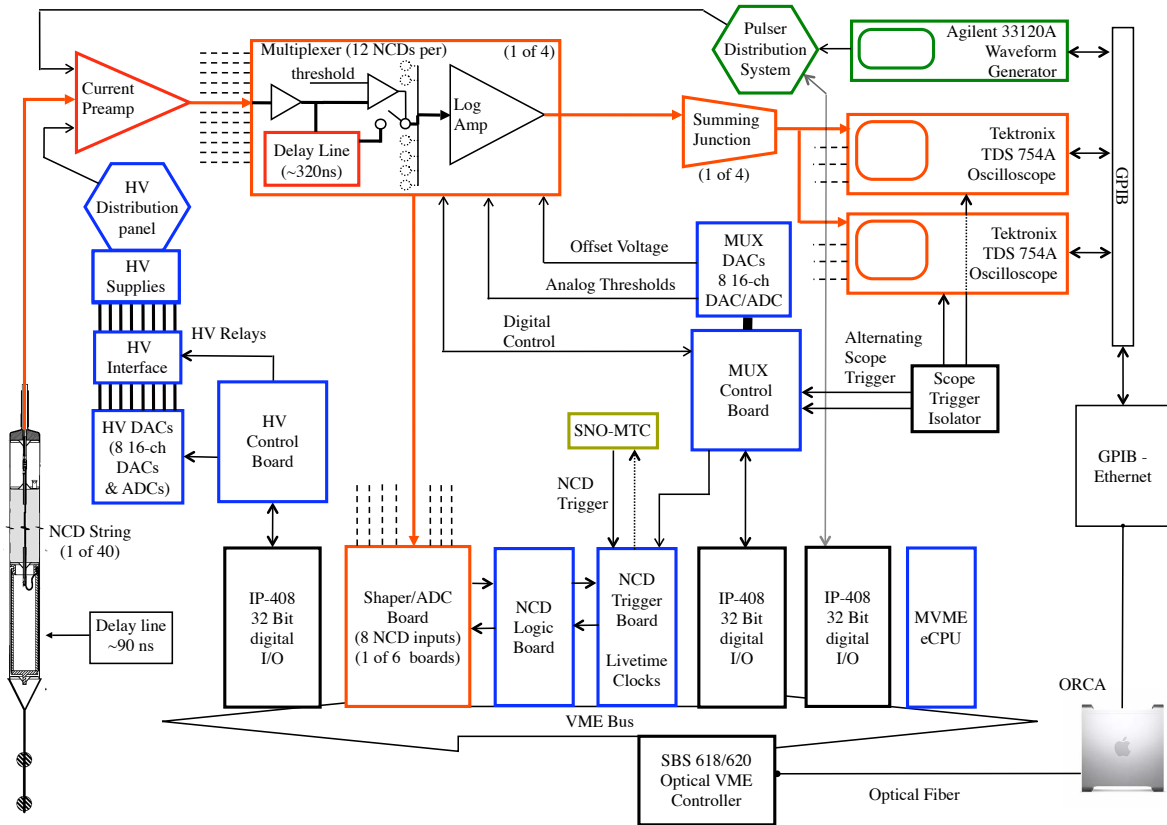 Current
Preamp
Multiplexer (12 NCDs per)
(1 of 4)
threshold
Delay Line
(~320ns)
Log
Amp
Pulser
Distribution
System
Agilent 33120A
Waveform
Generator
Summing
Junction
(1 of 4)
Tektronix
TDS 754A
Oscilloscope
Tektronix
TDS 754A
Oscilloscope
GPIB
HV
Distribution
panel
HV
Supplies
HV
Interface
HV Relays
HV DACs
(8 16-ch
DACs
& ADCs)
HV
Control
Board
Offset Voltage
Analog Thresholds
Digital
Control
MUX
DACs
8 16-ch
DAC/ADC
MUX
Control
Board
Alternating
Scope
Trigger
Scope
Trigger
Isolator
SNO-MTC
NCD
Trigger
GPIB -
Ethernet
NCD String
(1 of 40)
Delay line
~90 ns
IP-408
32 Bit
digital
I/O
Shaper/ADC
Board
(8 NCD inputs)
(1 of 6 boards)
NCD
Logic
Board
NCD
Trigger
Board
Livetime
Clocks
IP-408
32 Bit
digital
I/O
IP-408
32 Bit
digital
I/O
MVME
eCPU
ORCA
VME Bus
SBS 618/620
Optical VME
Controller
Optical Fiber